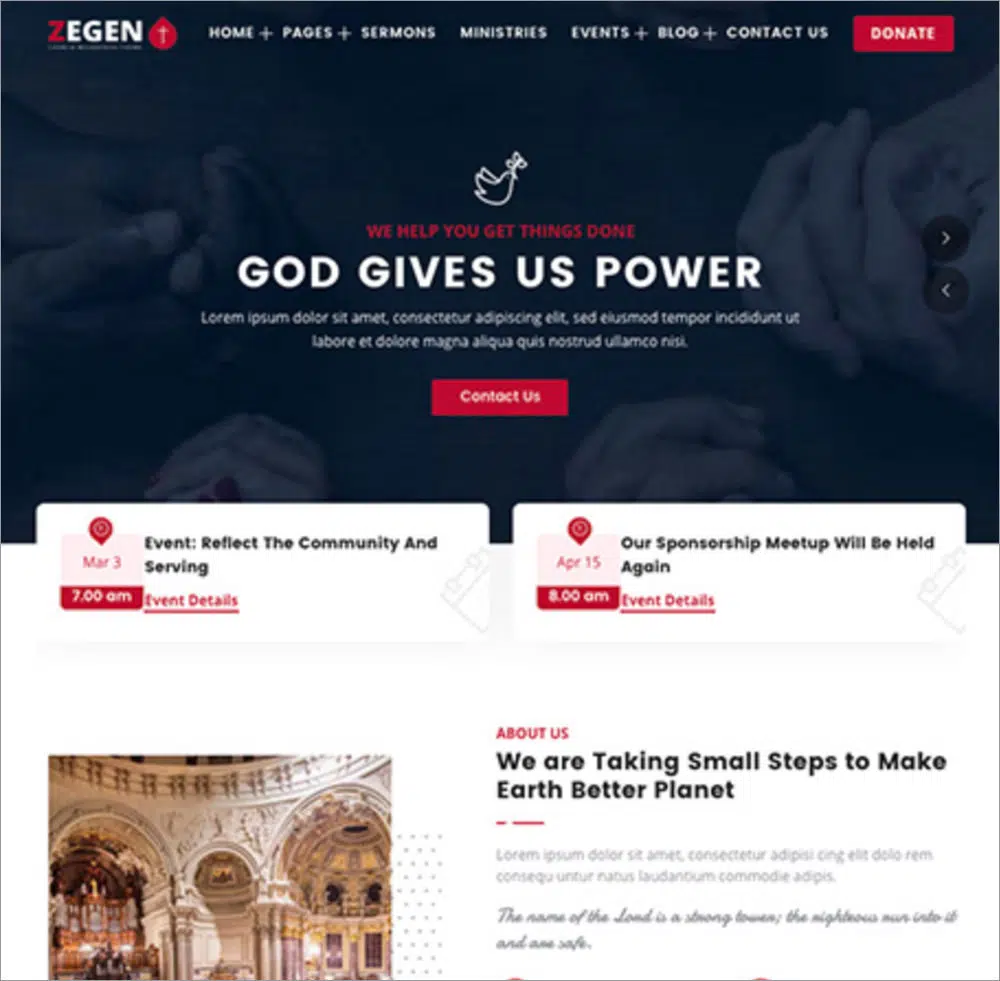 ZEGEN
HOME + PAGES + SERMONS MINISTRIES EVENTS + BLOG + CONTACT US DONATE
WE HELP YOU GET THINGS DONE
GOD GIVES US POWER
Lorem ipsum dolor sit amet, consectetur adipiscing elit, sed eiusmod tempor incididunt ut
labore et dolore magna aliqua quis nostrud ullamco nisi.
Contact Us
Mar 3
7.00 am
Event: Reflect The Community And
Serving
Event Details
Apr 15
8.00 am
Our Sponsorship Meetup Will Be Held
Again
Event Details
ABOUT US
We are Taking Small Steps to Make
Earth Better Planet
Lorem ipsum dolor sit amet, consectetur adipisi cing elit dolo rem
consequ untur natus laudantium commodie adipis.
The name of the Lord is a strong tower; the righteous run into it
and are safe.